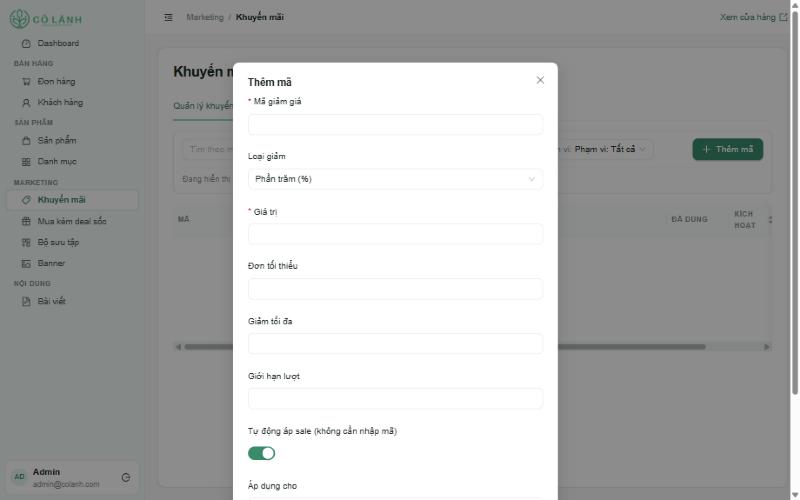 CỎ LÀNH
Marketing / Khuyến mãi
Xem cửa hàng
Dashboard
BÁN HÀNG
Đơn hàng
Khách hàng
SẢN PHẨM
Sản phẩm
Danh mục
MARKETING
Khuyến mãi
Mua kèm deal sốc
Bộ sưu tập
Banner
NỘI DUNG
Bài viết
AD
Admin
admin@colanh.com
Khuyến m
Quản lý khuyến
Tìm theo m
vi: Phạm vi: Tất cả
Thêm mã
Đang hiển thị
MÃ
ĐÃ DÙNG
KÍCH
HOẠT
Thêm mã
* Mã giảm giá
Loại giảm
Phần trăm (%)
* Giá trị
Đơn tối thiểu
Giảm tối đa
Giới hạn lượt
Tự động áp sale (không cần nhập mã)
Áp dụng cho